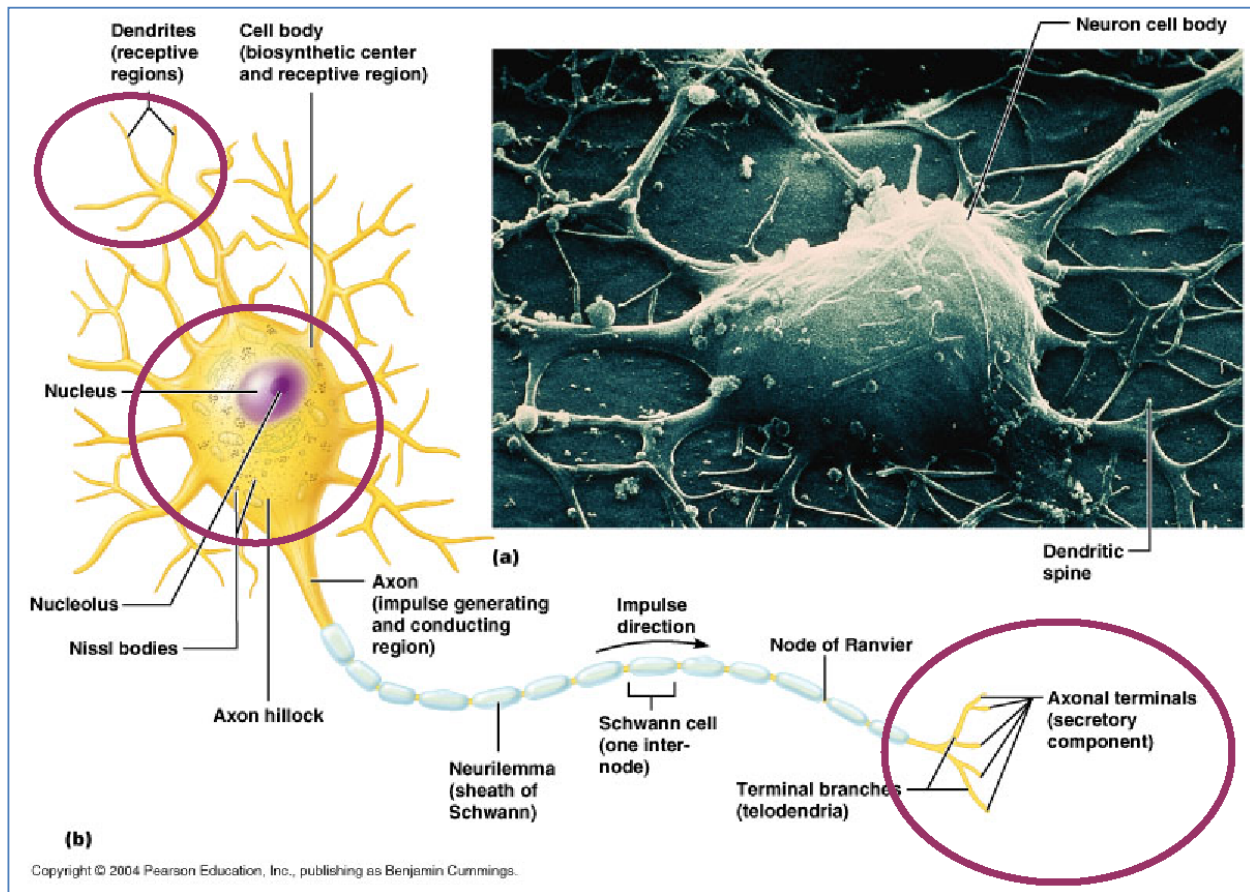 Dendrites
(receptive
regions)
Cell body
(biosynthetic center
and receptive region)
Neuron cell body
Nucleus
Nucleolus
Nissl bodies
Axon hillock
Axon
(impulse generating
and conducting
region)
(a)
Dendritic
spine
Impulse
direction
Node of Ranvier
Axonal terminals
(secretory
component)
Schwann cell
(one inter-
node)
Neurilemma
(sheath of
Schwann)
Terminal branches
(telodendria)
(b)
Copyright © 2004 Pearson Education, Inc., publishing as Benjamin Cummings.